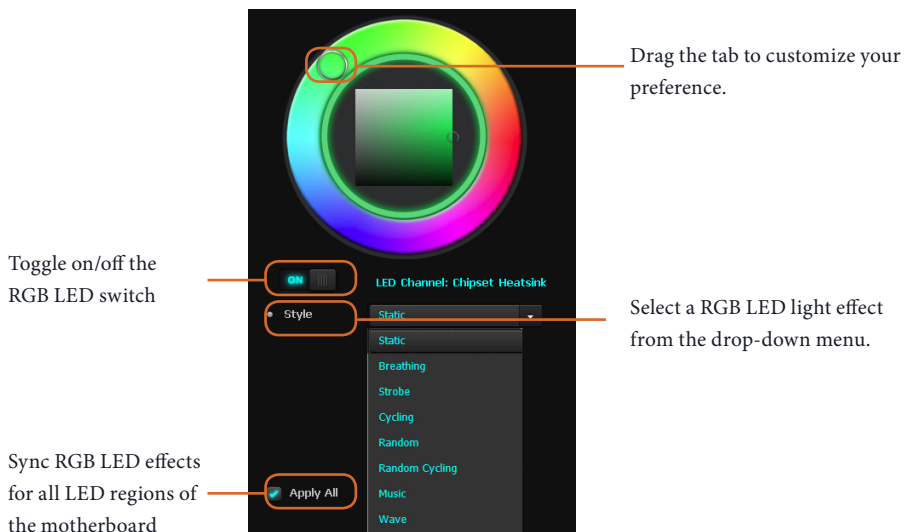 Drag the tab to customize your
preference.
Toggle on/off the
RGB LED switch
ON
LED Channel: Chipset Heatsink
Style
Static
Select a RGB LED light effect
from the drop-down menu.
Static
Breathing
Strobe
Cycling
Random
Random Cycling
Music
Wave
Sync RGB LED effects
for all LED regions of
the motherboard
Apply All